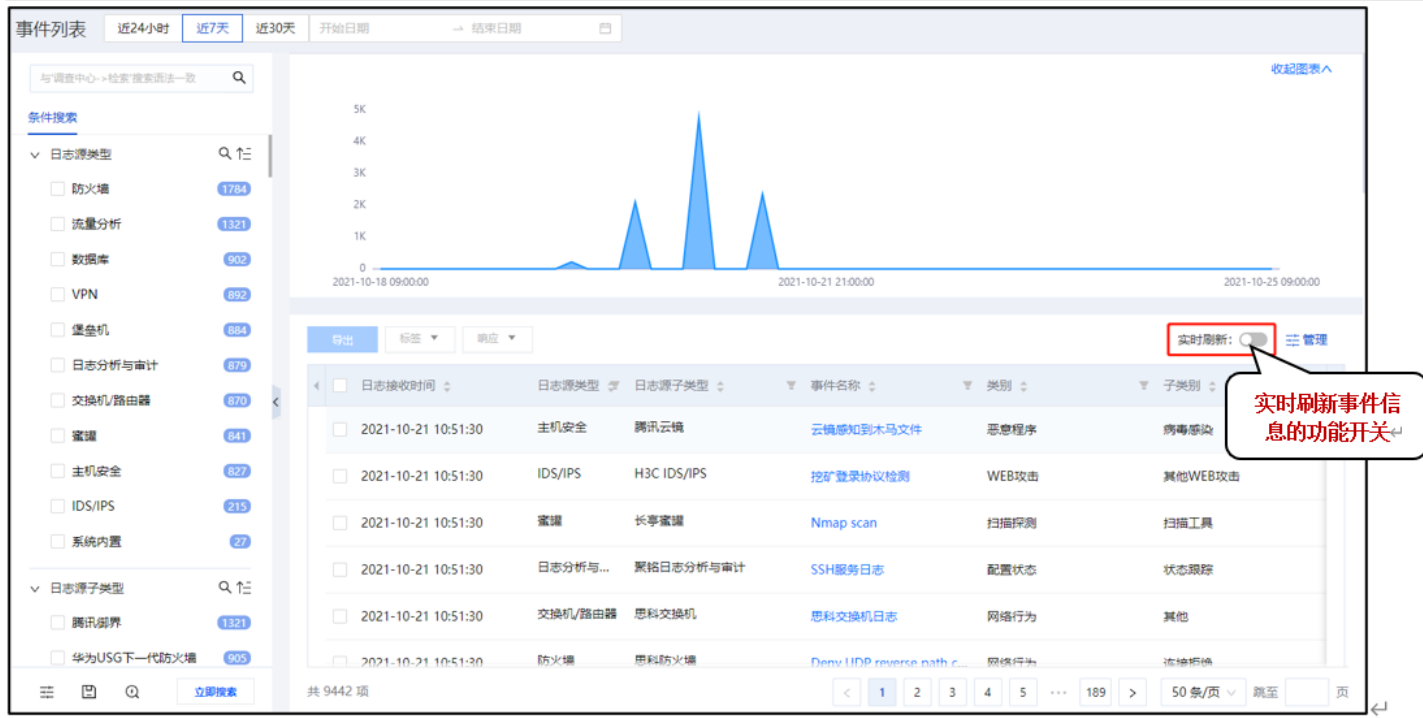 事件列表 近24小时 近7天 近30天 开始日期 → 结束日期
与"调查中心->检索"搜索语法一致
条件搜索
日志源类型
防火墙 1784
流量分析 1321
数据库 902
VPN 892
堡垒机 884
日志分析与审计 879
交换机/路由器 870
蜜罐 841
主机安全 827
IDS/IPS 215
系统内置 27
日志源子类型
腾讯御界 1321
华为USG下一代防火墙 905
立即搜索
收起图表
5K
4K
3K
2K
1K
0
2021-10-18 09:00:00 2021-10-21 21:00:00 2021-10-25 09:00:00
导出 标签 响应 实时刷新: 管理
日志接收时间 日志源类型 日志源子类型 事件名称 类别 子类别
2021-10-21 10:51:30 主机安全 腾讯云镜 云镜感知到木马文件 恶意程序 病毒感染
2021-10-21 10:51:30 IDS/IPS H3C IDS/IPS 挖矿登录协议检测 WEB攻击 其他WEB攻击
2021-10-21 10:51:30 蜜罐 长亭蜜罐 Nmap scan 扫描探测 扫描工具
2021-10-21 10:51:30 日志分析与... 聚铭日志分析与审计 SSH服务日志 配置状态 状态跟踪
2021-10-21 10:51:30 交换机/路由器 思科交换机 思科交换机日志 网络行为 其他
2021-10-21 10:51:30 防火墙 思科防火墙 Deny UDP reverse path c... 网络行为 连接拒绝
共 9442 项 < 1 2 3 4 5 ••• 189 > 50 条/页 跳至 页
实时刷新事件信
息的功能开关